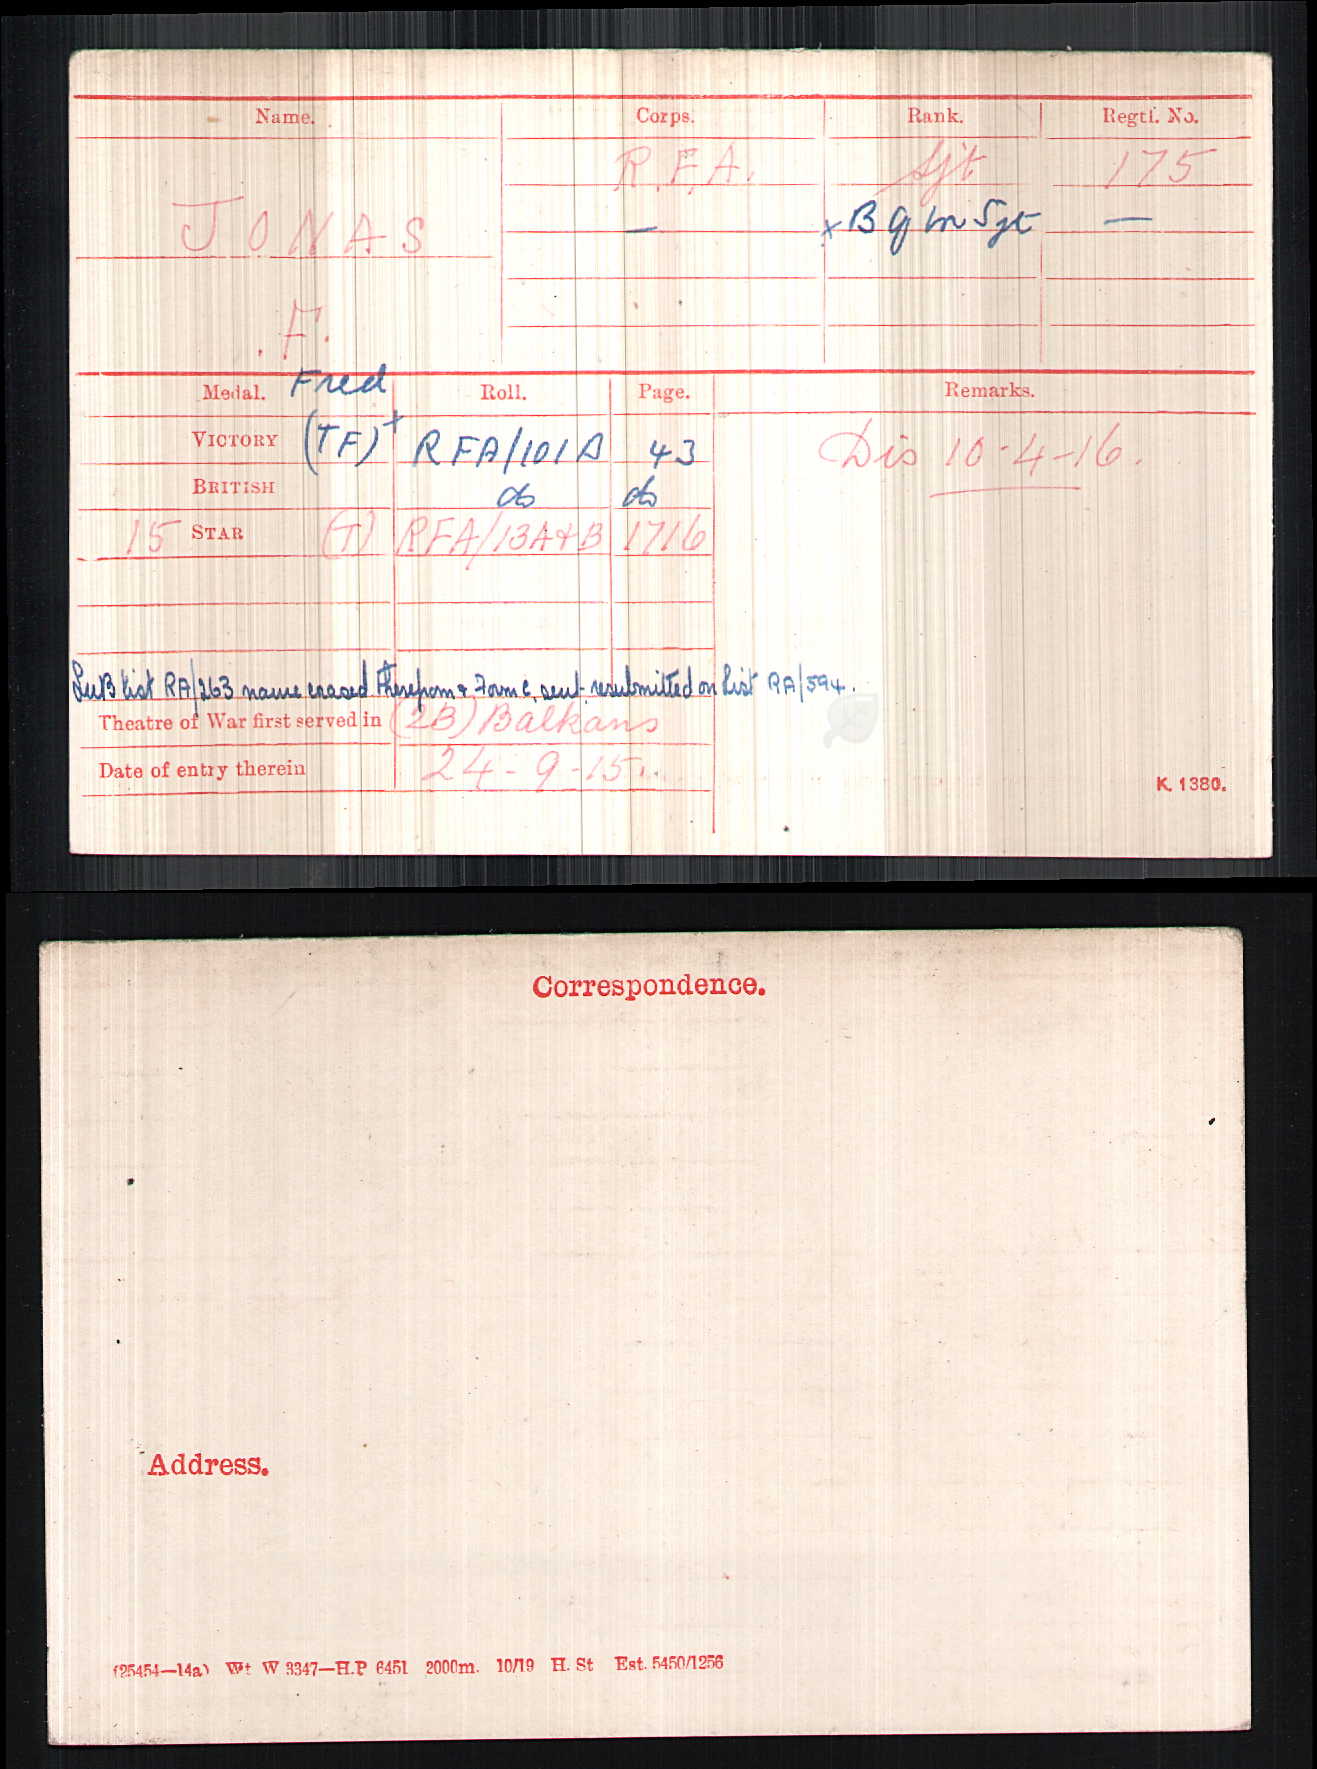 Name. Corps. Rank. Regtl. No.
R.F.A. Sjt 175
JONAS — x B Q Mr Sjt —
F.
Fred
Medal. Roll. Page. Remarks.
VICTORY (TF)+ RFA/101B 43 Dis 10-4-16.
BRITISH do do
15 STAR (T) RFA/13A+B 1716
Sub list RA/263 name erased therefrom & Form C, sent resubmitted on list RA/594.
Theatre of War first served in (2B) Balkans
Date of entry therein 24-9-15
K. 1380.
Correspondence.
Address.
(25454—14a) Wt W 3347—H.P 6451 2000m. 10/19 H. St Est. 5450/1256